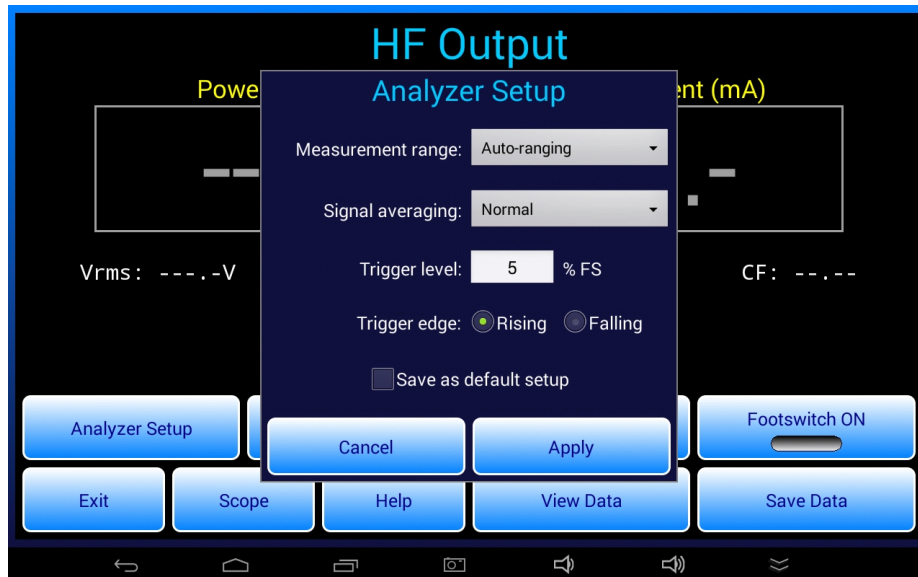 HF Output
Powe
ent (mA)
Analyzer Setup
Measurement range: Auto-ranging
Signal averaging: Normal
Trigger level: 5 % FS
Trigger edge: Rising Falling
Save as default setup
Cancel Apply
--
.-
Vrms: ---.-V
CF: --.--
Analyzer Setup
Footswitch ON
Exit Scope Help View Data Save Data